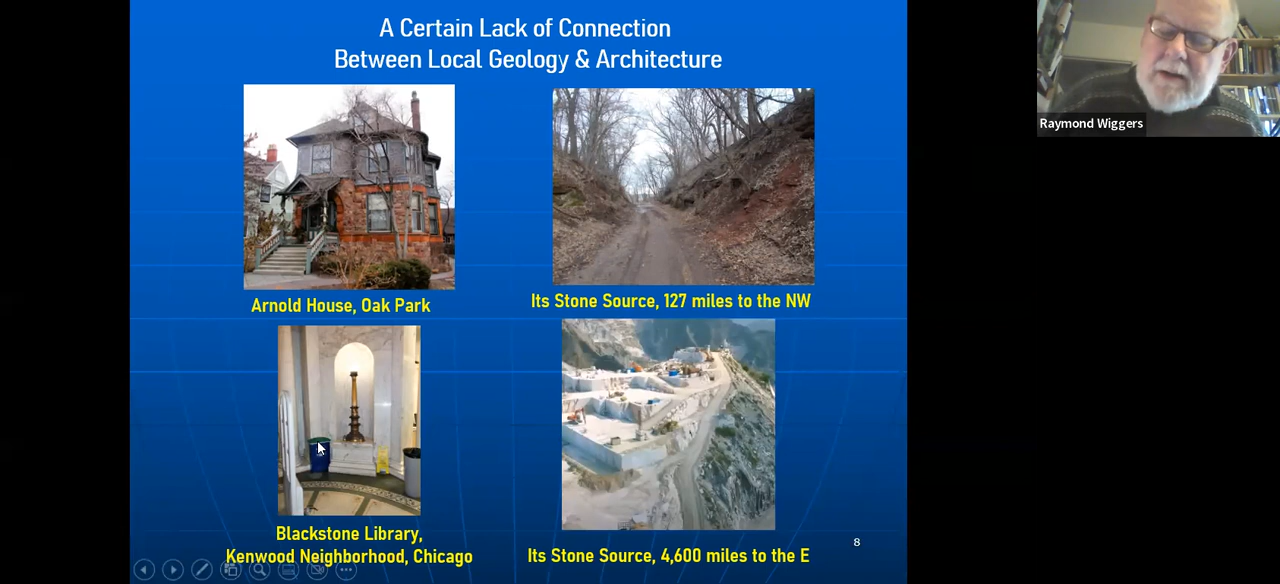 A Certain Lack of Connection
Between Local Geology & Architecture
Raymond Wiggers
Arnold House, Oak Park
Its Stone Source, 127 miles to the NW
Blackstone Library,
Kenwood Neighborhood, Chicago
Its Stone Source, 4,600 miles to the E
8